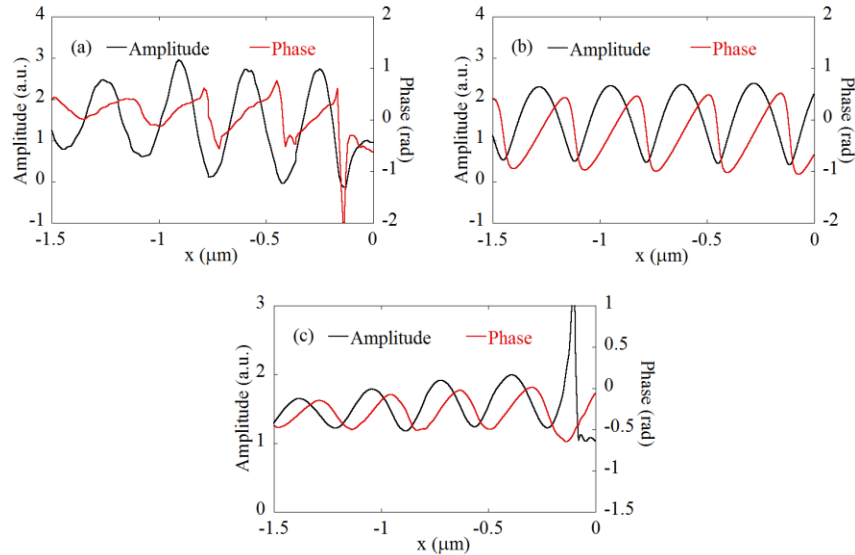 (a) Amplitude Phase
4
3
2
1
0
-1
Amplitude (a.u.)
2
1
0
-1
-2
Phase (rad)
-1.5 -1 -0.5 0
x (μm)
(b) Amplitude Phase
4
3
2
1
0
-1
Amplitude (a.u.)
2
1
0
-1
-2
Phase (rad)
-1.5 -1 -0.5 0
x (μm)
(c) Amplitude Phase
3
2
1
0
Amplitude (a.u.)
1
0.5
0
-0.5
-1
-1.5
Phase (rad)
-1.5 -1 -0.5 0
x (μm)